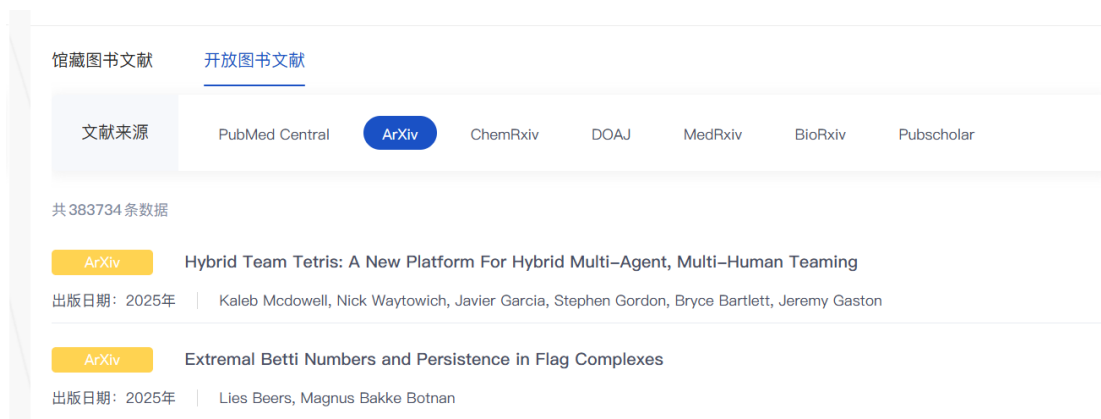 馆藏图书文献 开放图书文献
文献来源 PubMed Central ArXiv ChemRxiv DOAJ MedRxiv BioRxiv Pubscholar
共383734条数据
ArXiv Hybrid Team Tetris: A New Platform For Hybrid Multi-Agent, Multi-Human Teaming
出版日期：2025年 Kaleb Mcdowell, Nick Waytowich, Javier Garcia, Stephen Gordon, Bryce Bartlett, Jeremy Gaston
ArXiv Extremal Betti Numbers and Persistence in Flag Complexes
出版日期：2025年 Lies Beers, Magnus Bakke Botnan